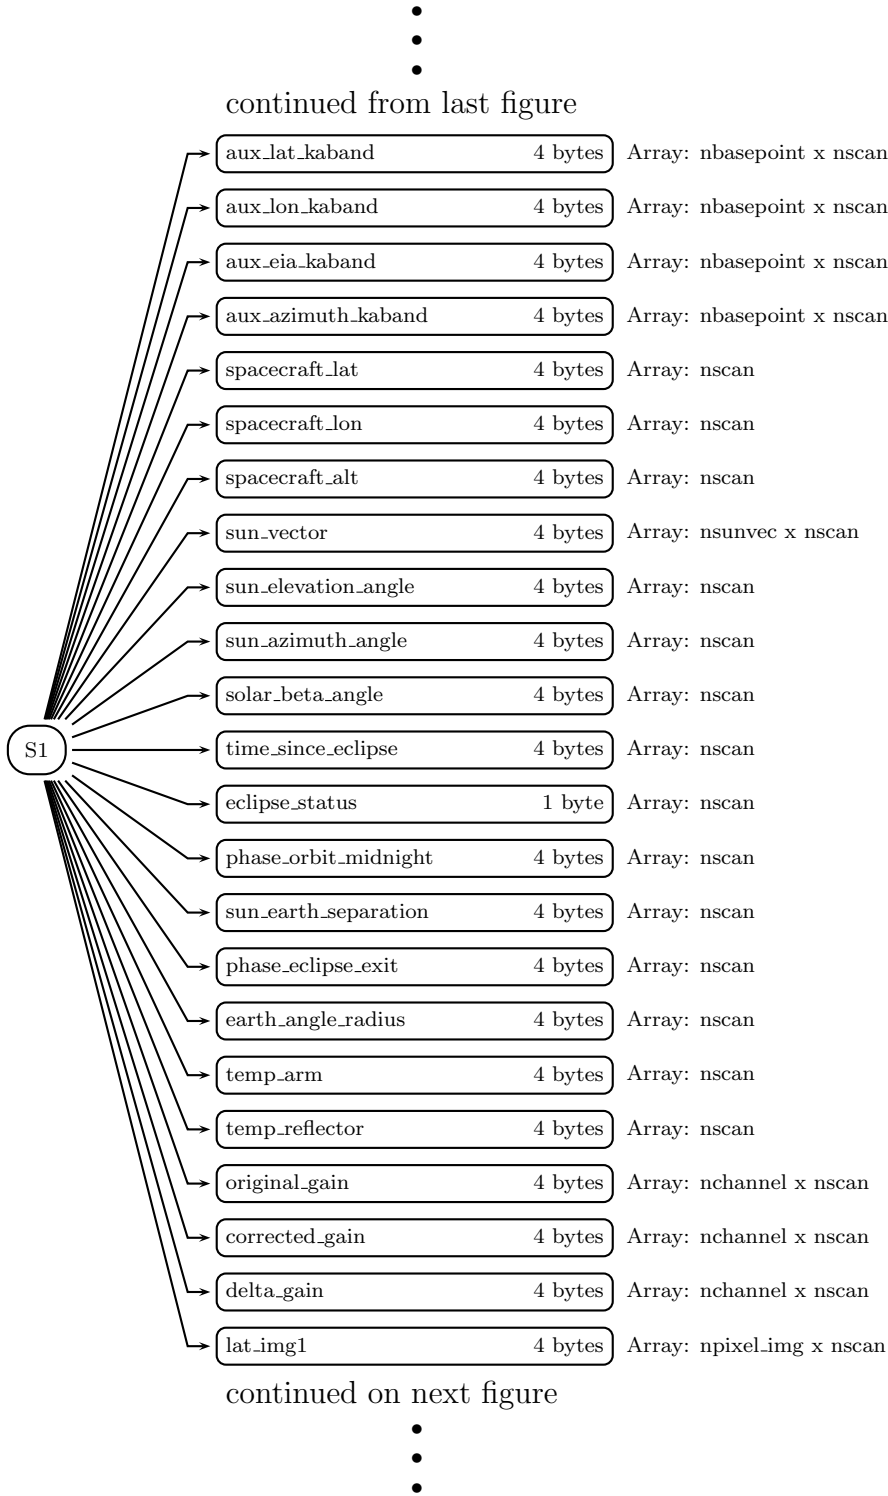 continued from last figure
aux_lat_kaband 4 bytes Array: nbasepoint x nscan
aux_lon_kaband 4 bytes Array: nbasepoint x nscan
aux_eia_kaband 4 bytes Array: nbasepoint x nscan
aux_azimuth_kaband 4 bytes Array: nbasepoint x nscan
spacecraft_lat 4 bytes Array: nscan
spacecraft_lon 4 bytes Array: nscan
spacecraft_alt 4 bytes Array: nscan
sun_vector 4 bytes Array: nsunvec x nscan
sun_elevation_angle 4 bytes Array: nscan
sun_azimuth_angle 4 bytes Array: nscan
solar_beta_angle 4 bytes Array: nscan
S1 time_since_eclipse 4 bytes Array: nscan
eclipse_status 1 byte Array: nscan
phase_orbit_midnight 4 bytes Array: nscan
sun_earth_separation 4 bytes Array: nscan
phase_eclipse_exit 4 bytes Array: nscan
earth_angle_radius 4 bytes Array: nscan
temp_arm 4 bytes Array: nscan
temp_reflector 4 bytes Array: nscan
original_gain 4 bytes Array: nchannel x nscan
corrected_gain 4 bytes Array: nchannel x nscan
delta_gain 4 bytes Array: nchannel x nscan
lat_img1 4 bytes Array: npixel_img x nscan
continued on next figure